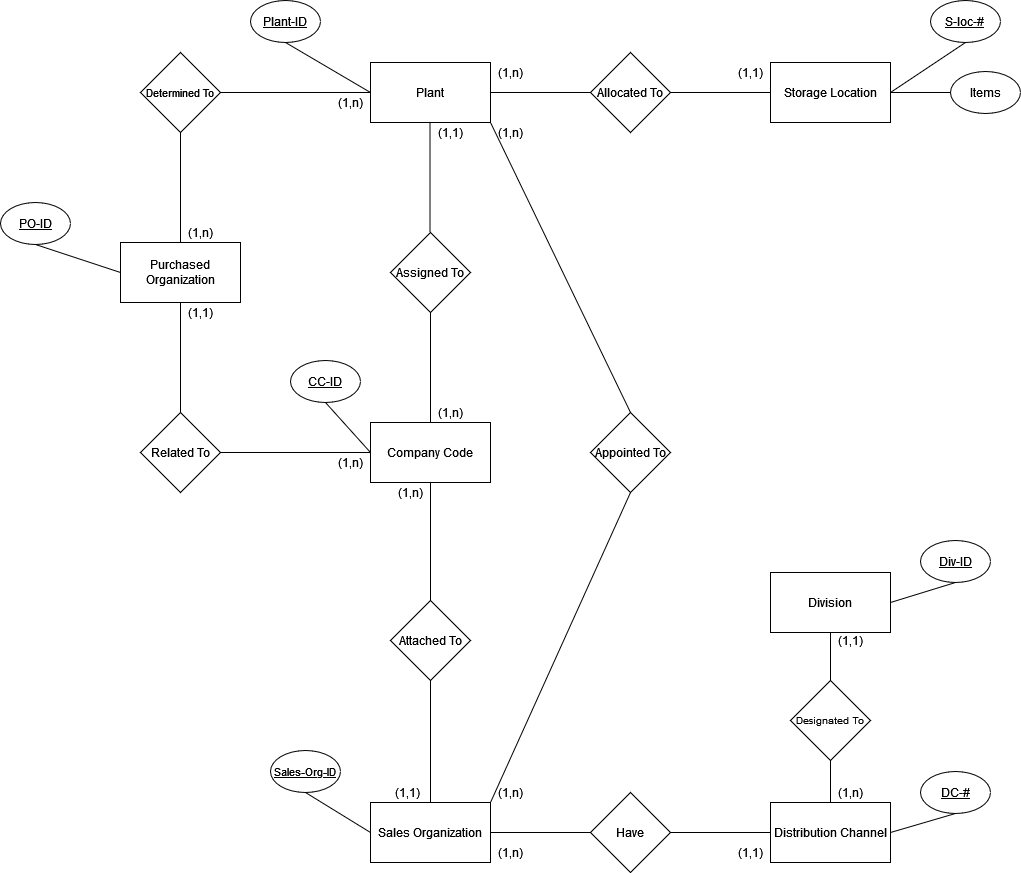 Plant-ID
S-loc-#
(1,n)
(1,1)
Determined To
Plant
Allocated To
Storage Location
Items
(1,n)
(1,1)
(1,n)
PO-ID
(1,n)
Purchased
Organization
Assigned To
(1,1)
CC-ID
(1,n)
Related To
Company Code
Appointed To
(1,n)
(1,n)
Div-ID
Division
Attached To
(1,1)
Designated To
Sales-Org-ID
(1,1)
(1,n)
(1,n)
DC-#
Sales Organization
Have
Distribution Channel
(1,n)
(1,1)